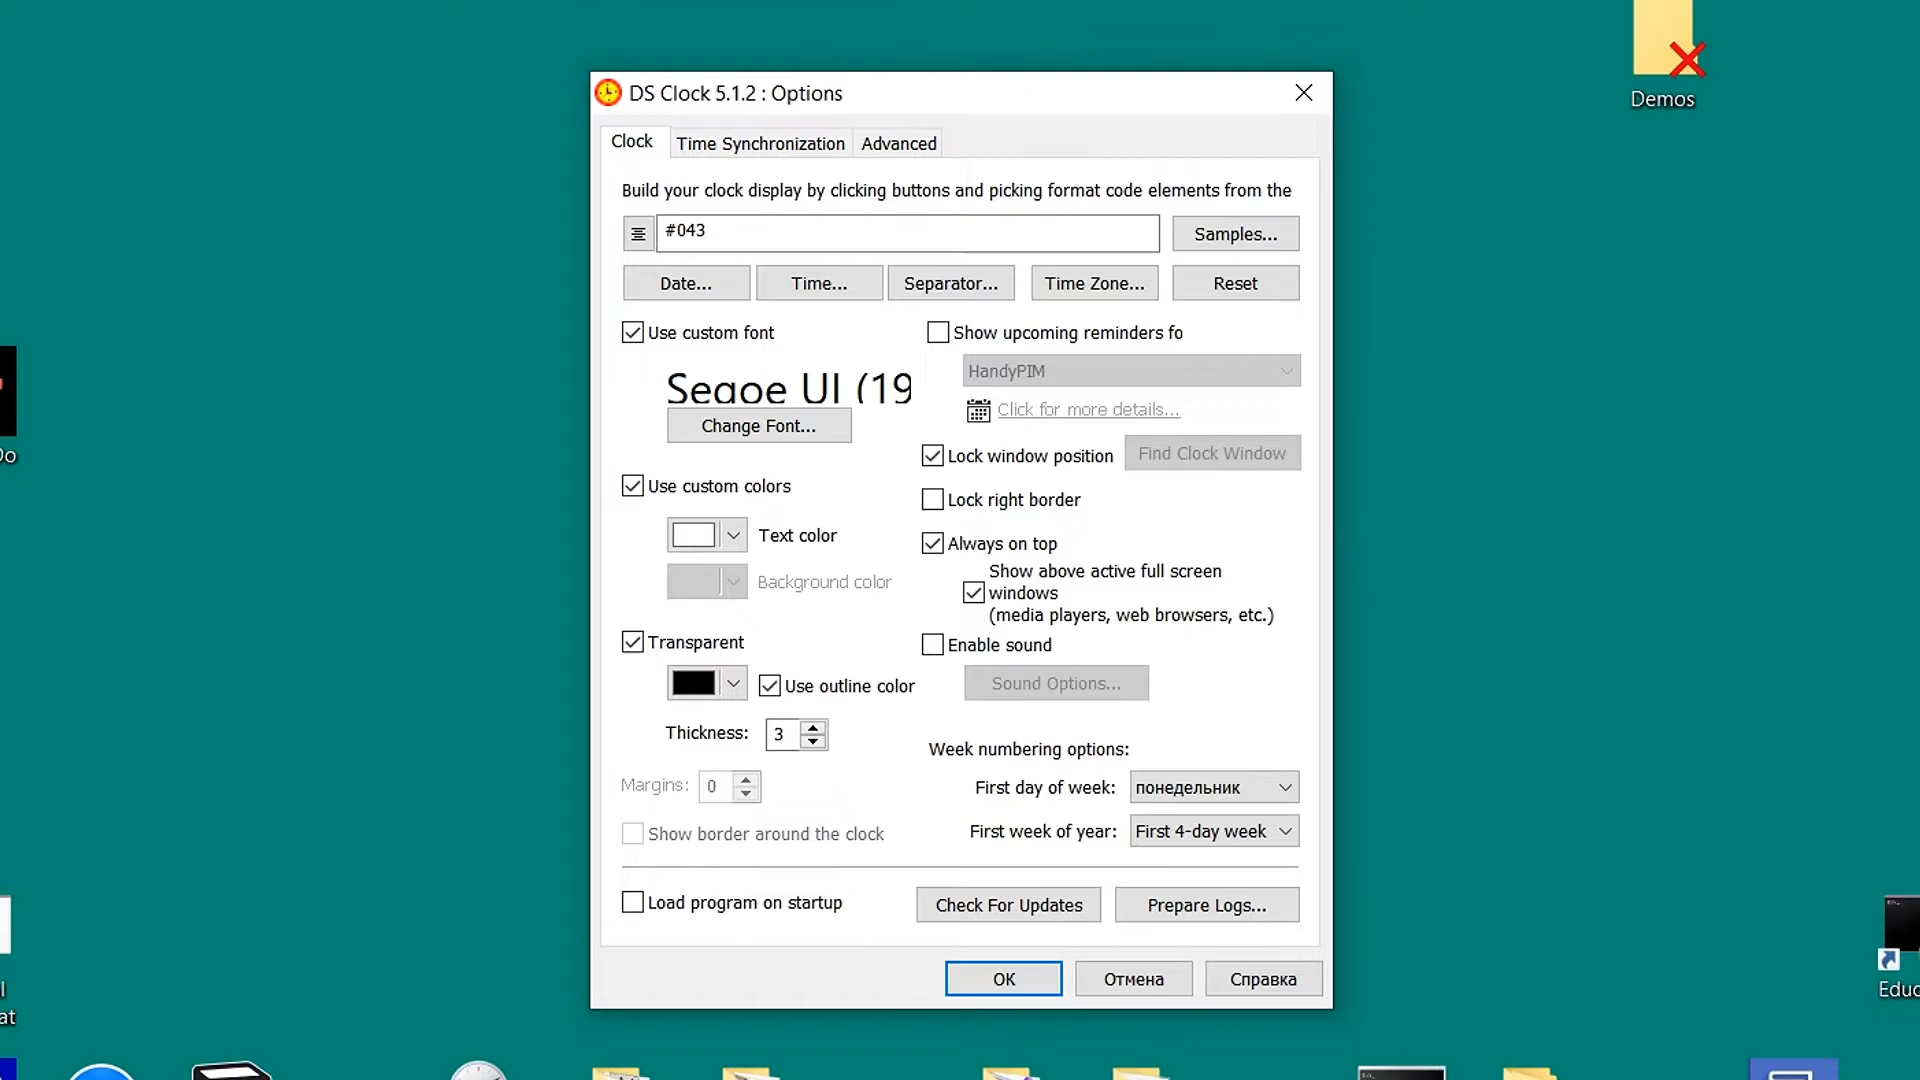 Demos
DS Clock 5.1.2 : Options
Clock
Time Synchronization
Advanced
Build your clock display by clicking buttons and picking format code elements from the
#043
Samples...
Date...
Time...
Separator...
Time Zone...
Reset
Use custom font
Show upcoming reminders fo
HandyPIM
Segoe UI (19
Click for more details...
Change Font...
Lock window position
Find Clock Window
Use custom colors
Lock right border
Text color
Always on top
Show above active full screen
windows
(media players, web browsers, etc.)
Background color
Transparent
Enable sound
Use outline color
Sound Options...
Thickness: 3
Week numbering options:
Margins: 0
First day of week: понедельник
Show border around the clock
First week of year: First 4-day week
Load program on startup
Check For Updates
Prepare Logs...
ОК
Отмена
Справка
Do
at
Educ